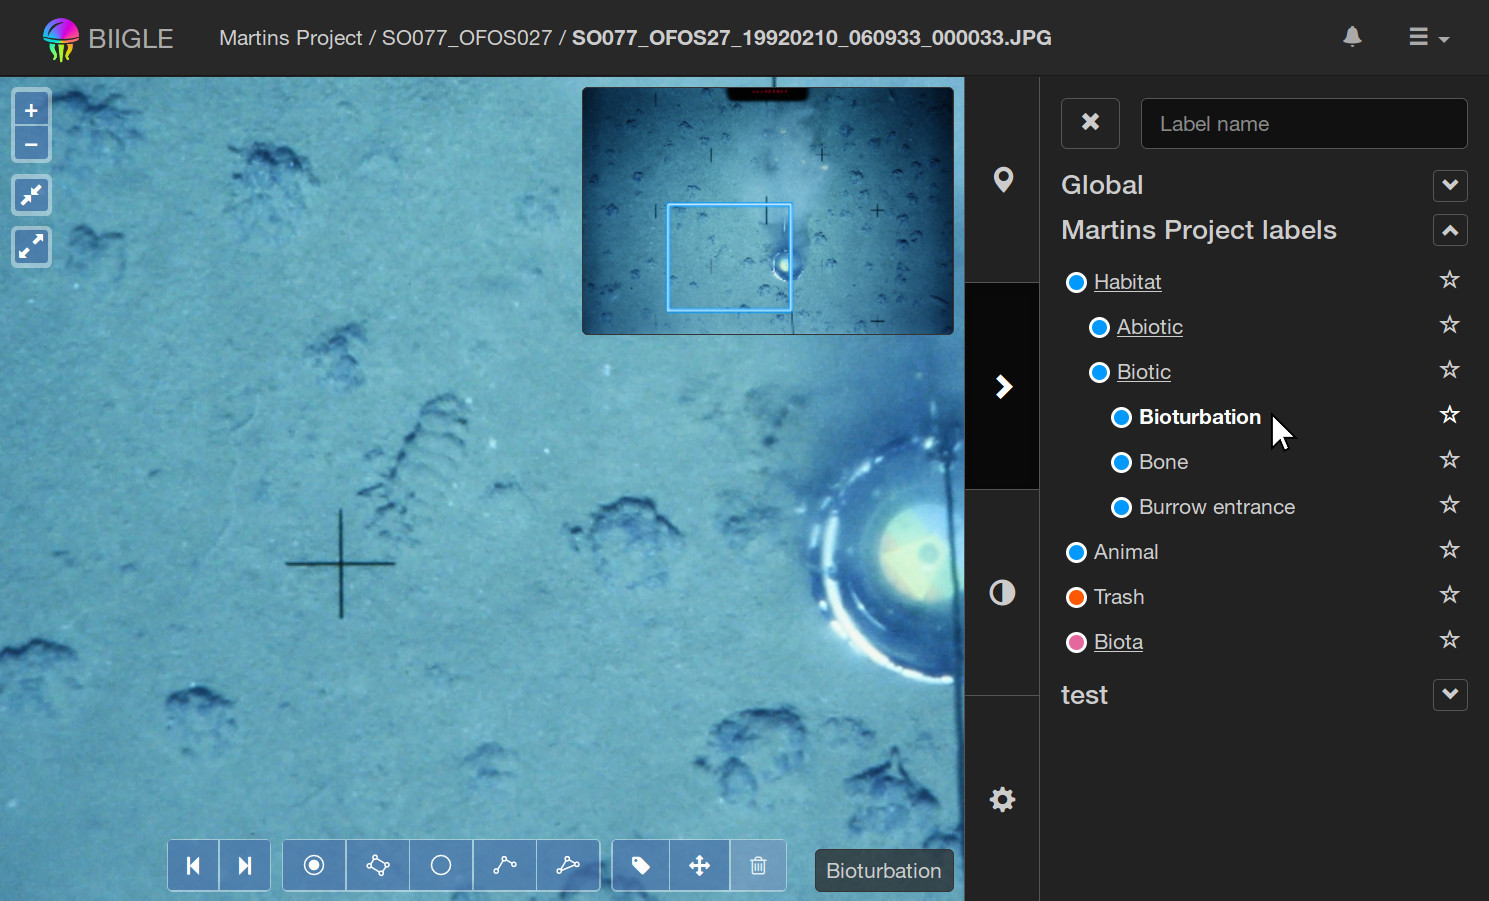 BIIGLE
Martins Project / SO077_OFOS027 / SO077_OFOS27_19920210_060933_000033.JPG
Label name
Global
Martins Project labels
Habitat
Abiotic
Biotic
Bioturbation
Bone
Burrow entrance
Animal
Trash
Biota
test
Bioturbation